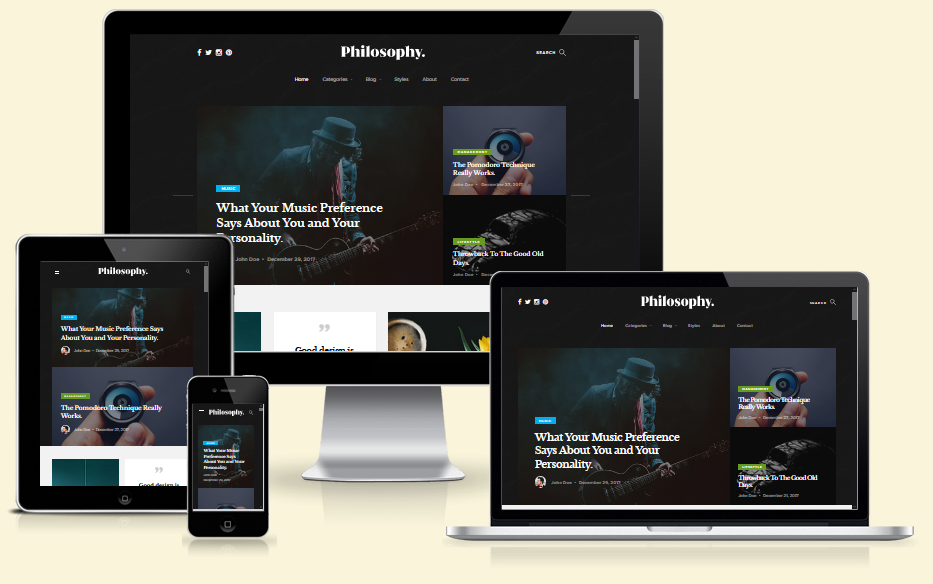 Philosophy.
SEARCH
Home Categories Blog Styles About Contact
MUSIC
What Your Music Preference
Says About You and Your
Personality.
John Doe • December 29, 2017
MANAGEMENT
The Pomodoro Technique
Really Works.
John Doe • December 27, 2017
LIFESTYLE
Throwback To The Good Old
Days.
John Doe • December
Good design is
Philosophy.
MUSIC
What Your Music Preference Says
About You and Your Personality.
John Doe • December 29, 2017
MANAGEMENT
The Pomodoro Technique Really
Works.
John Doe • December 27, 2017
Good design is
Philosophy.
What Your Music
Preference Says
About You and Your
Personality.
Philosophy.
SEARCH
Home Categories Blog Styles About Contact
MUSIC
What Your Music Preference
Says About You and Your
Personality.
John Doe • December 29, 2017
MANAGEMENT
The Pomodoro Technique
Really Works.
John Doe • December 27, 2017
LIFESTYLE
Throwback To The Good Old
Days.
John Doe • December 21, 2017